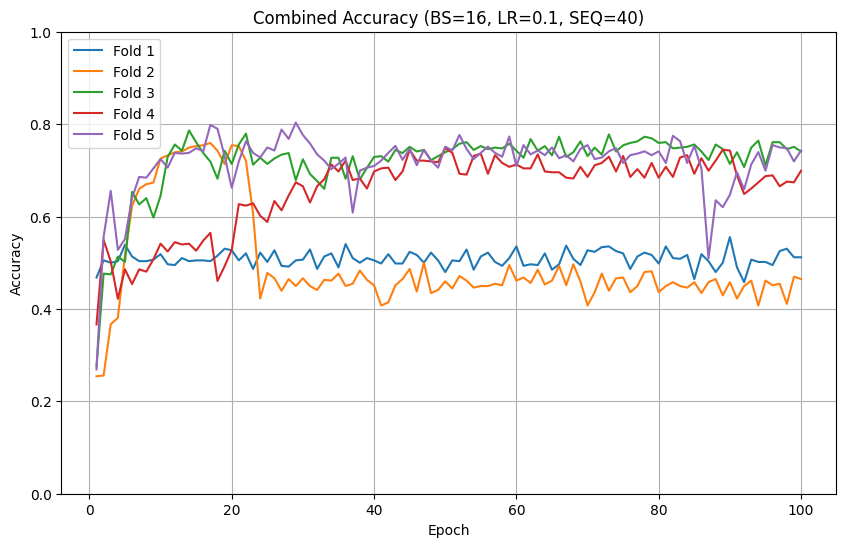 Combined Accuracy (BS=16, LR=0.1, SEQ=40)
Fold 1
Fold 2
Fold 3
Fold 4
Fold 5
1.0
0.8
0.6
0.4
0.2
0.0
Accuracy
0
20
40
60
80
100
Epoch